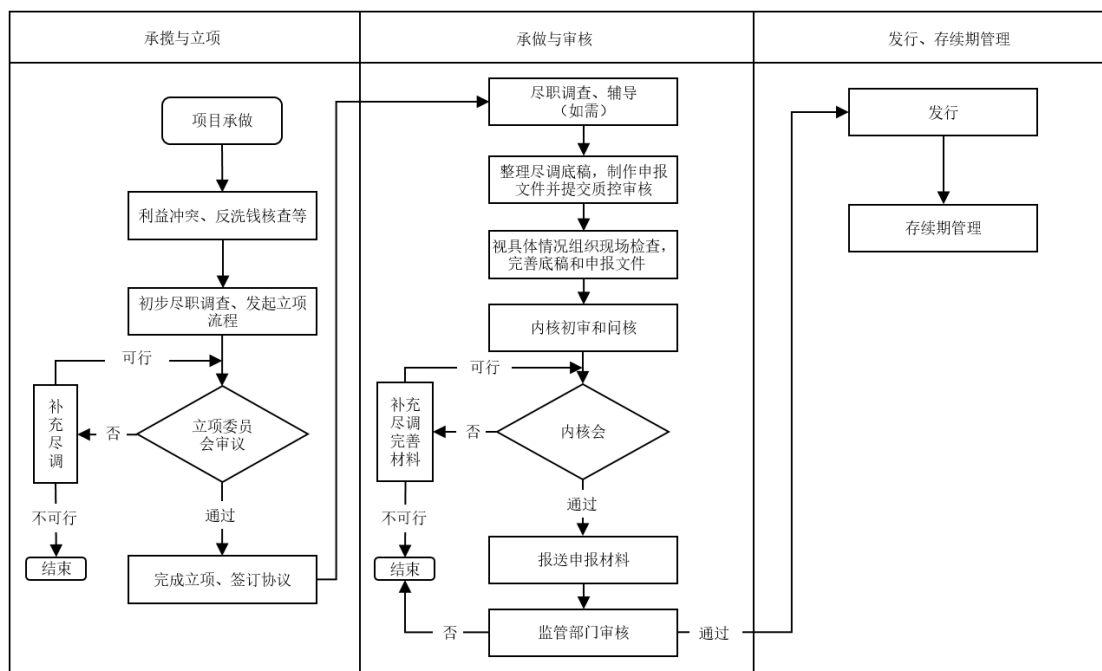 承揽与立项
承做与审核
发行、存续期管理
项目承做
利益冲突、反洗钱核查等
初步尽职调查、发起立项
流程
可行
补
充
尽
调
否
立项委员
会审议
不可行
通过
结束
完成立项、签订协议
尽职调查、辅导
（如需）
整理尽调底稿，制作申报
文件并提交质控审核
视具体情况组织现场检查，
完善底稿和申报文件
内核初审和问核
可行
补充
尽调
完善
材料
否
内核会
不可行
通过
结束
报送申报材料
否
监管部门审核
通过
发行
存续期管理